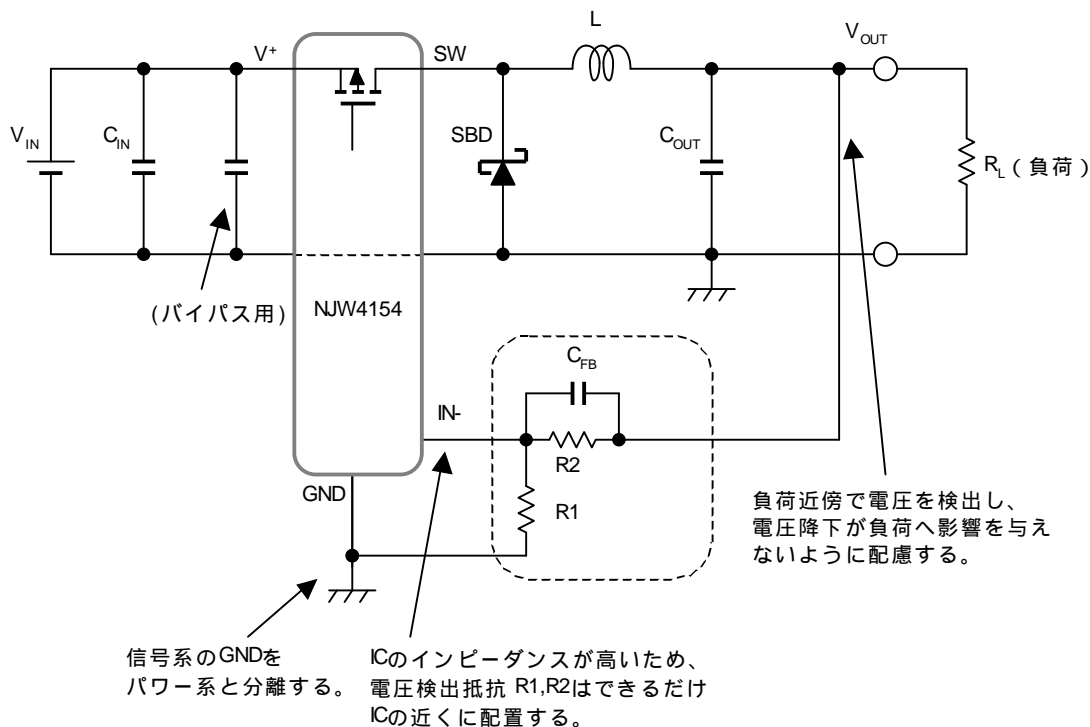 L
V+
SW
VOUT
VIN
CIN
SBD
COUT
RL(負荷)
(バイパス用)
NJW4154
CFB
IN-
R2
GND
R1
負荷近傍で電圧を検出し、
電圧降下が負荷へ影響を与え
ないように配慮する。
信号系のGNDを
パワー系と分離する。
ICのインピーダンスが高いため、
電圧検出抵抗 R1,R2はできるだけ
ICの近くに配置する。